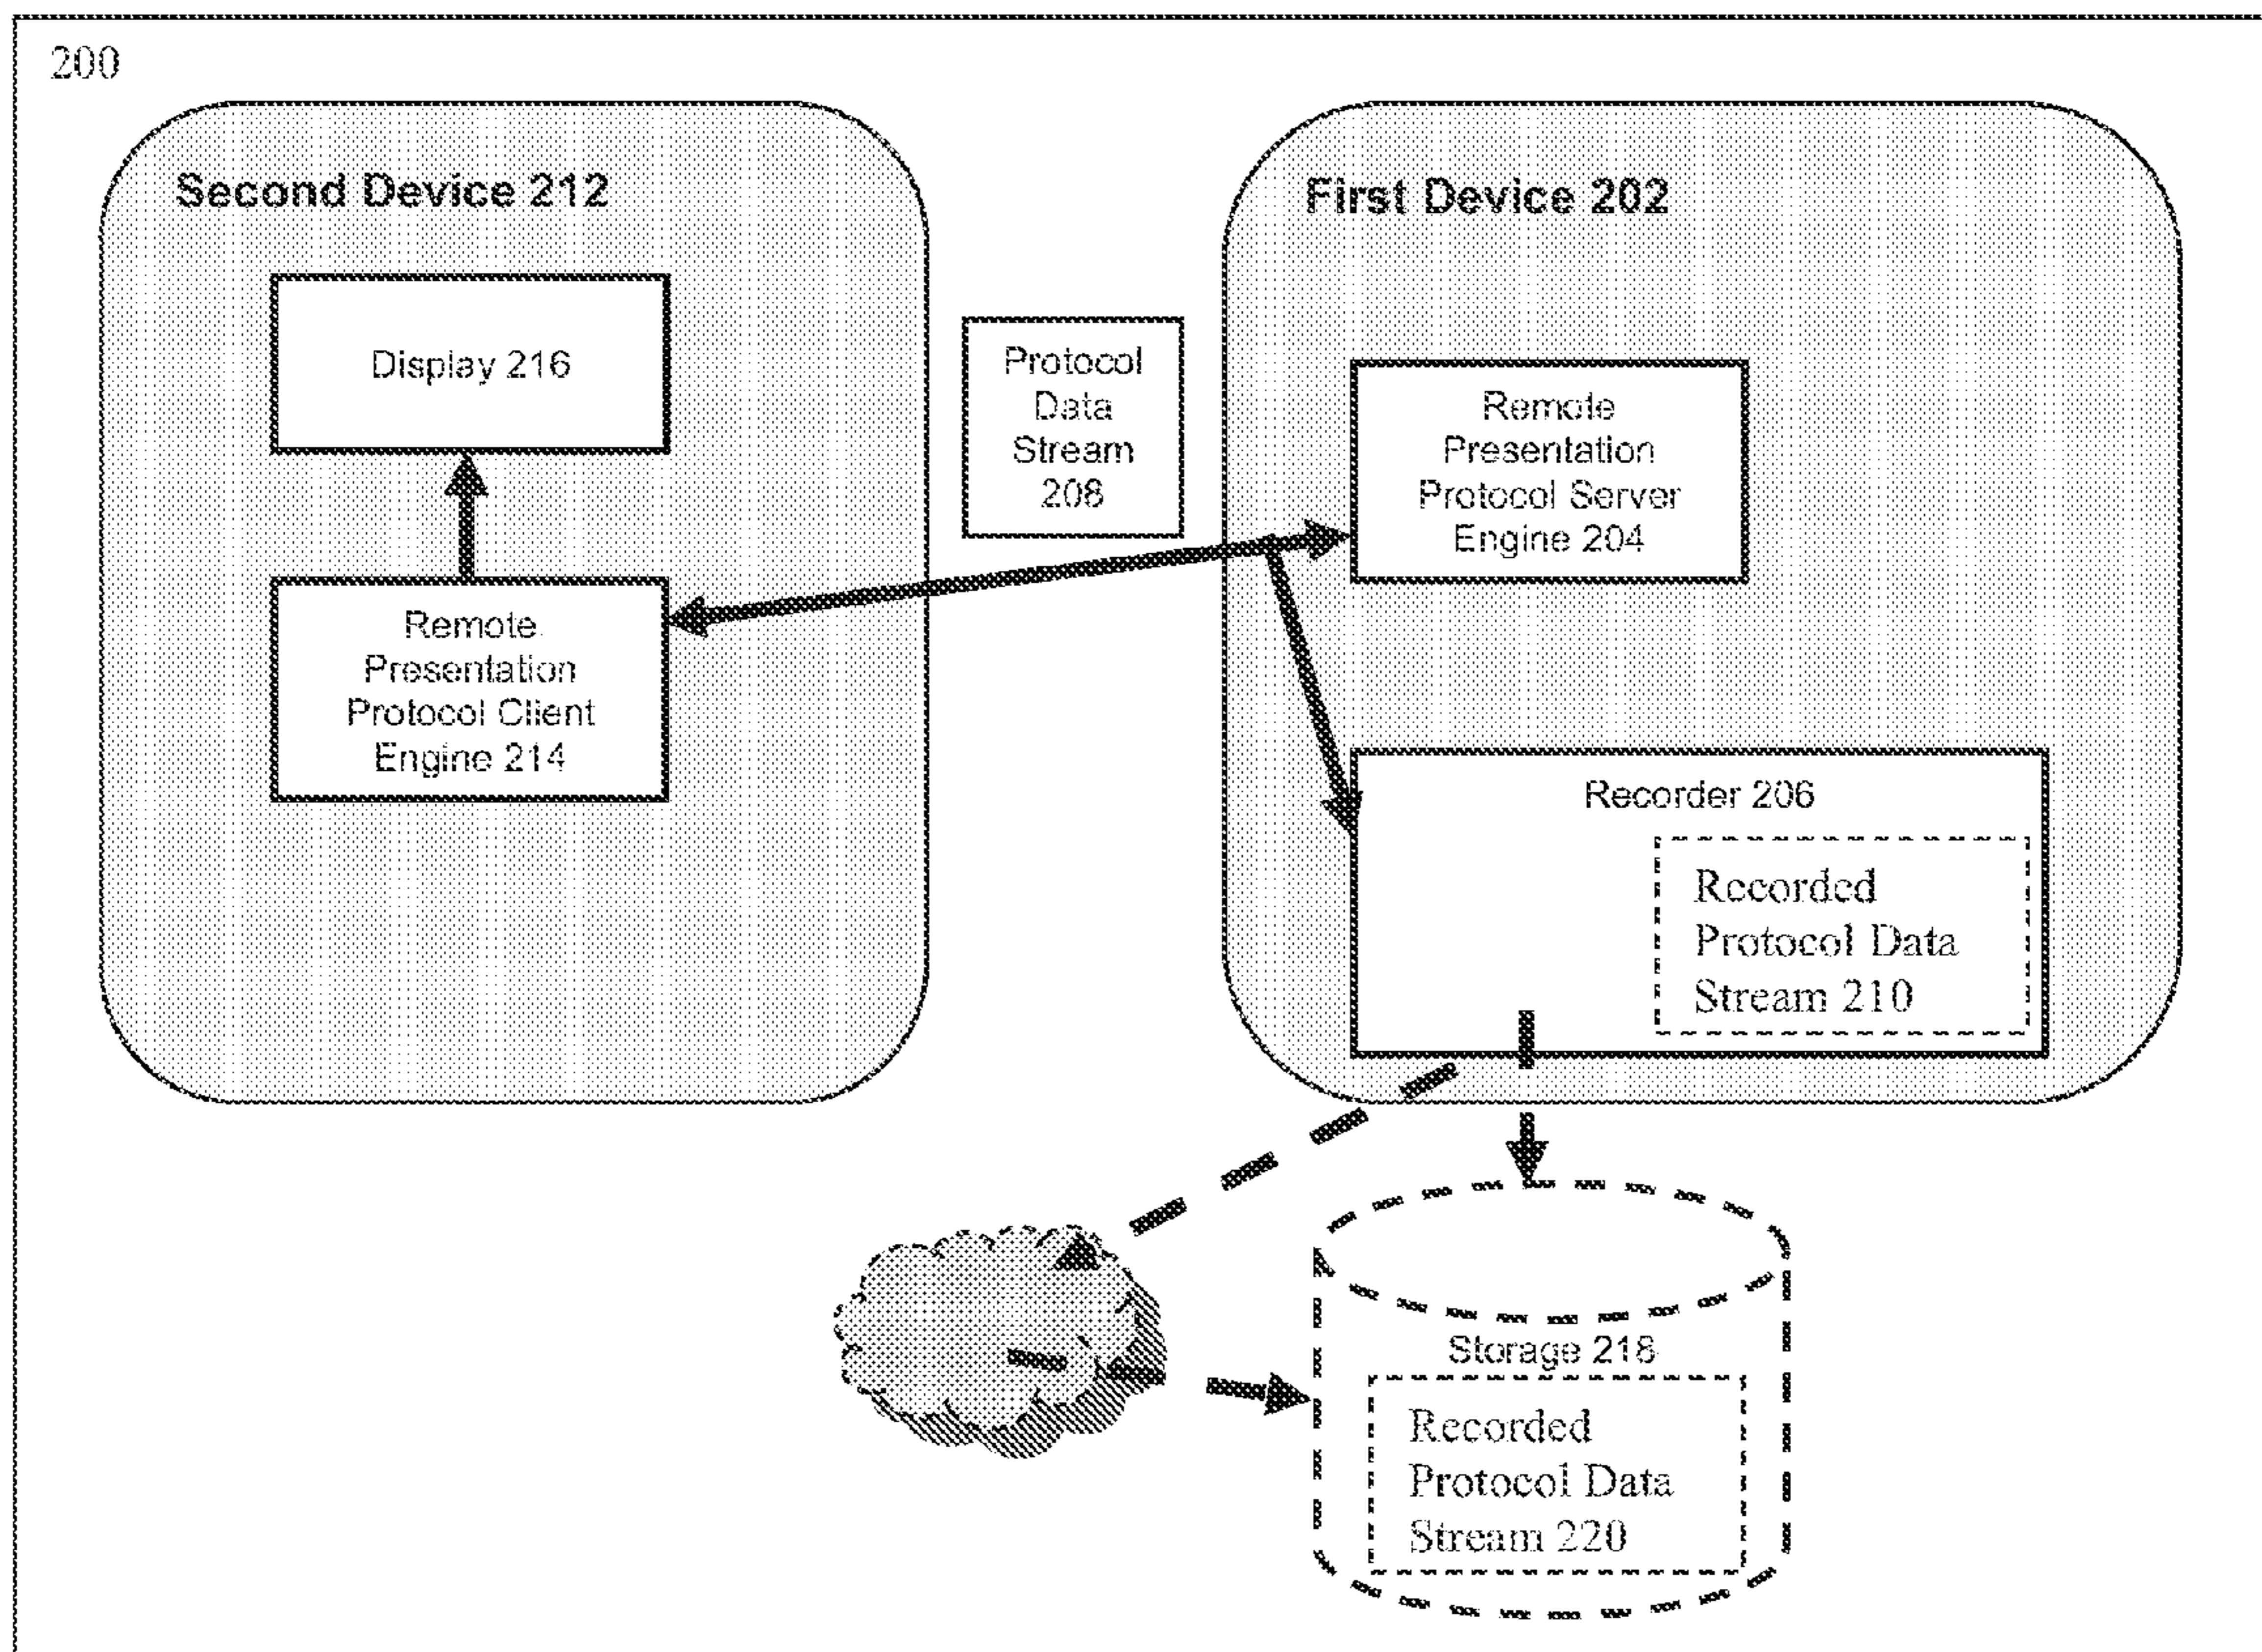 200
Second Device 212
Display 216
Remote
Presentation
Protocol Client
Engine 214
Protocol
Data
Stream
208
First Device 202
Remote
Presentation
Protocol Server
Engine 204
Recorder 206
Recorded
Protocol Data
Stream 210
Storage 218
Recorded
Protocol Data
Stream 220